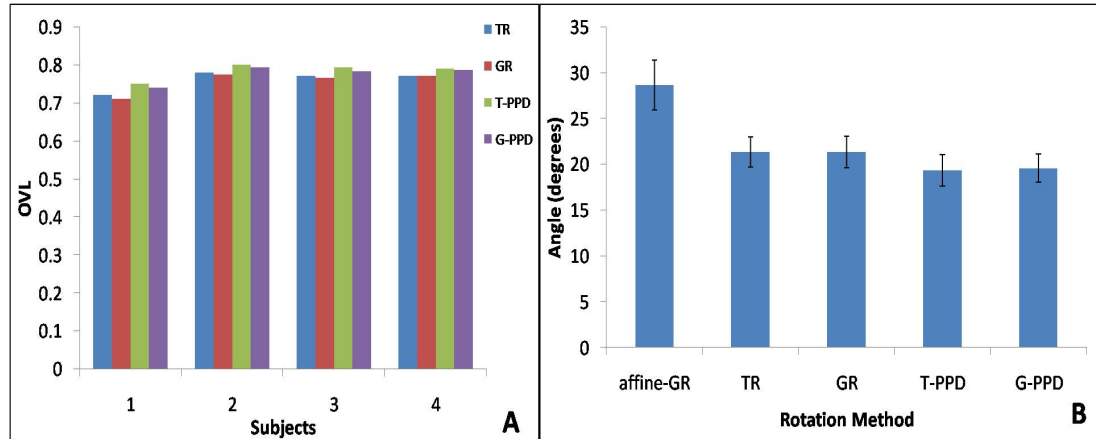 0.9
0.8
0.7
0.6
0.5
0.4
0.3
0.2
0.1
0
OVL
1 2 3 4
Subjects
TR
GR
T-PPD
G-PPD
A
35
30
25
20
15
10
5
0
Angle (degrees)
affine-GR TR GR T-PPD G-PPD
Rotation Method
B